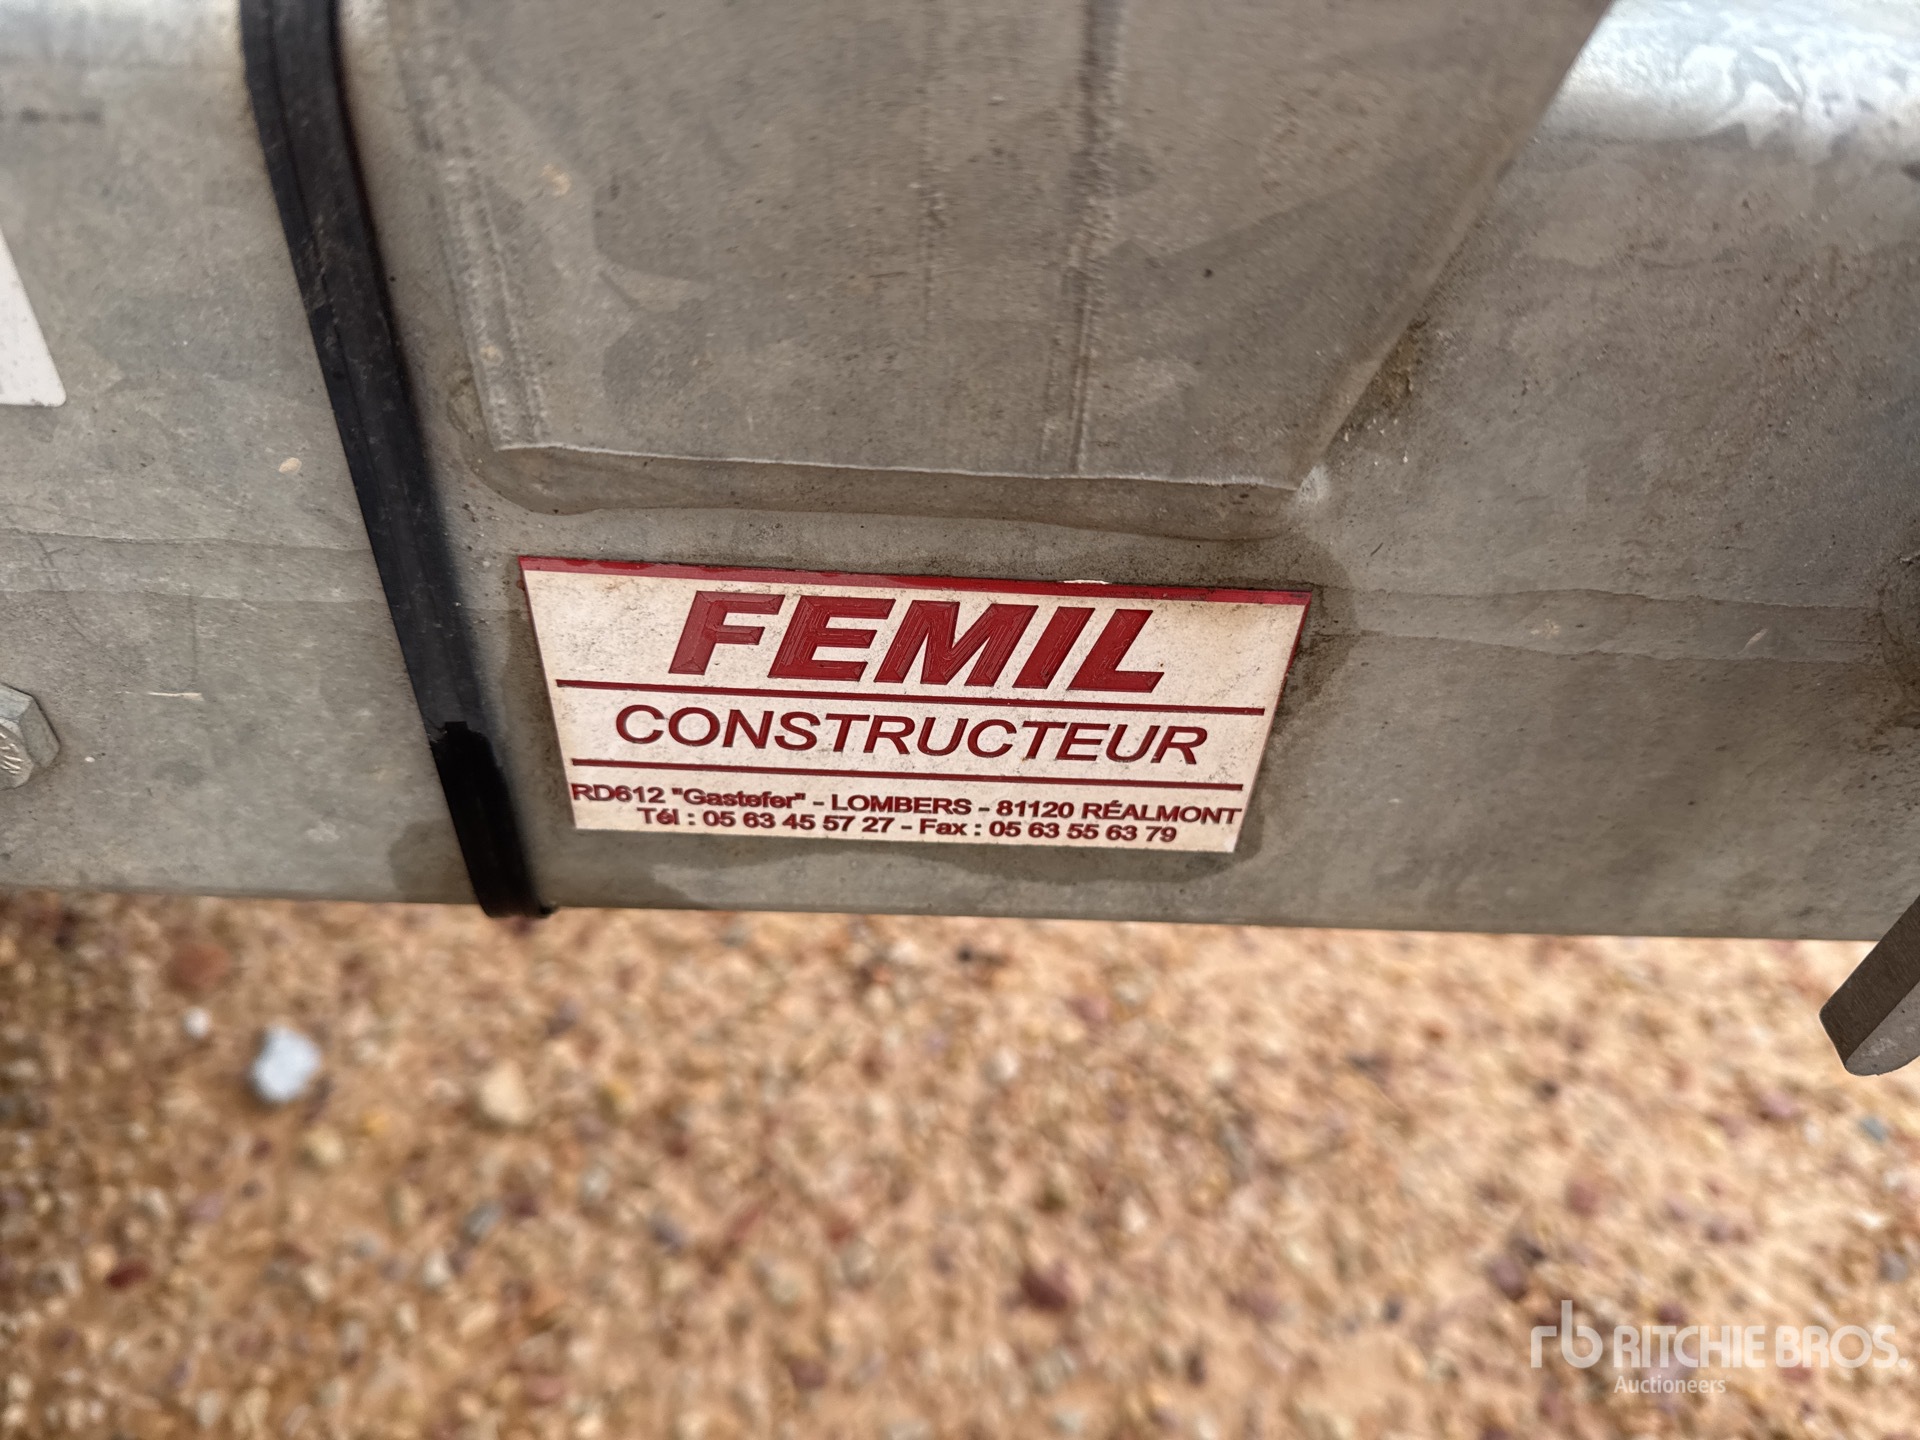 FEMIL
CONSTRUCTEUR
RD612 "Gastefer" - LOMBERS - 81120 RÉALMONT
Tél : 05 63 45 57 27 - Fax : 05 63 55 63 79
rb RITCHIE BROS.
Auctioneers